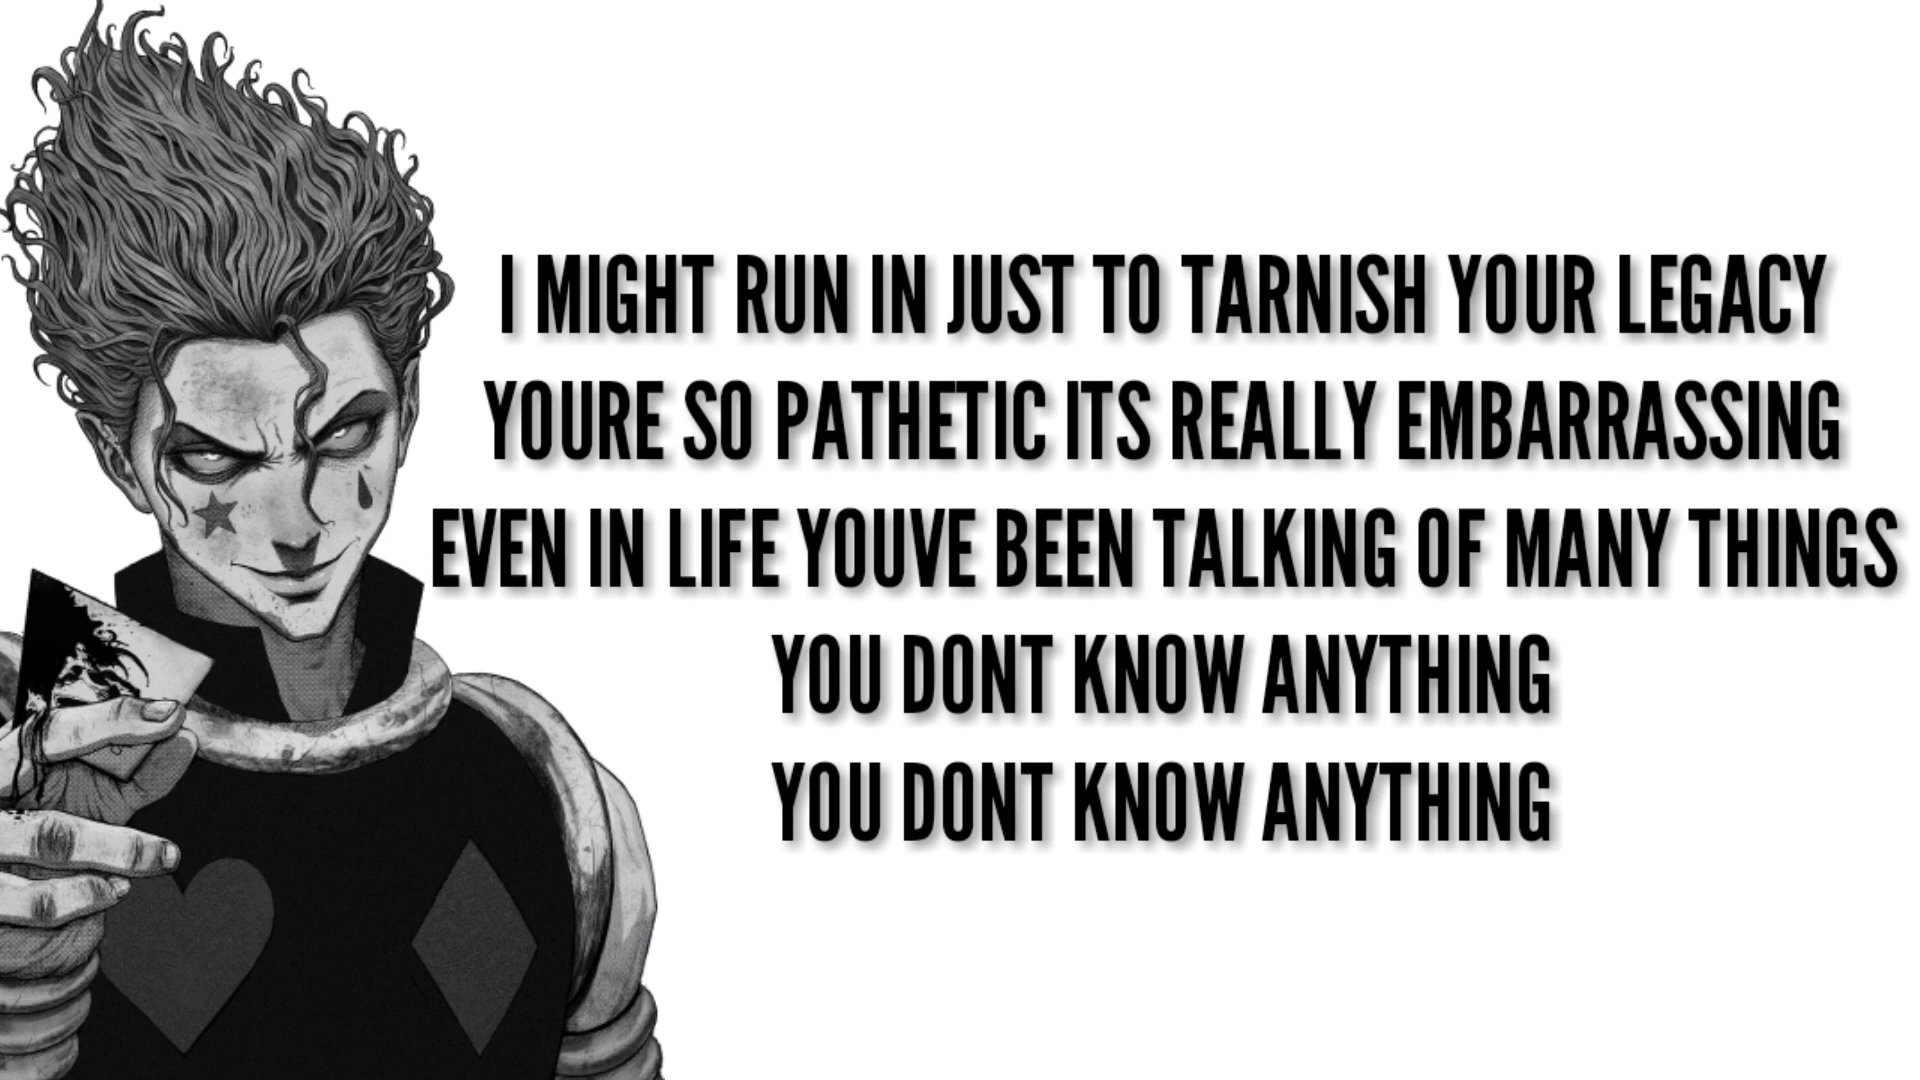 I MIGHT RUN IN JUST TO TARNISH YOUR LEGACY
YOURE SO PATHETIC ITS REALLY EMBARRASSING
EVEN IN LIFE YOUVE BEEN TALKING OF MANY THINGS
YOU DONT KNOW ANYTHING
YOU DONT KNOW ANYTHING